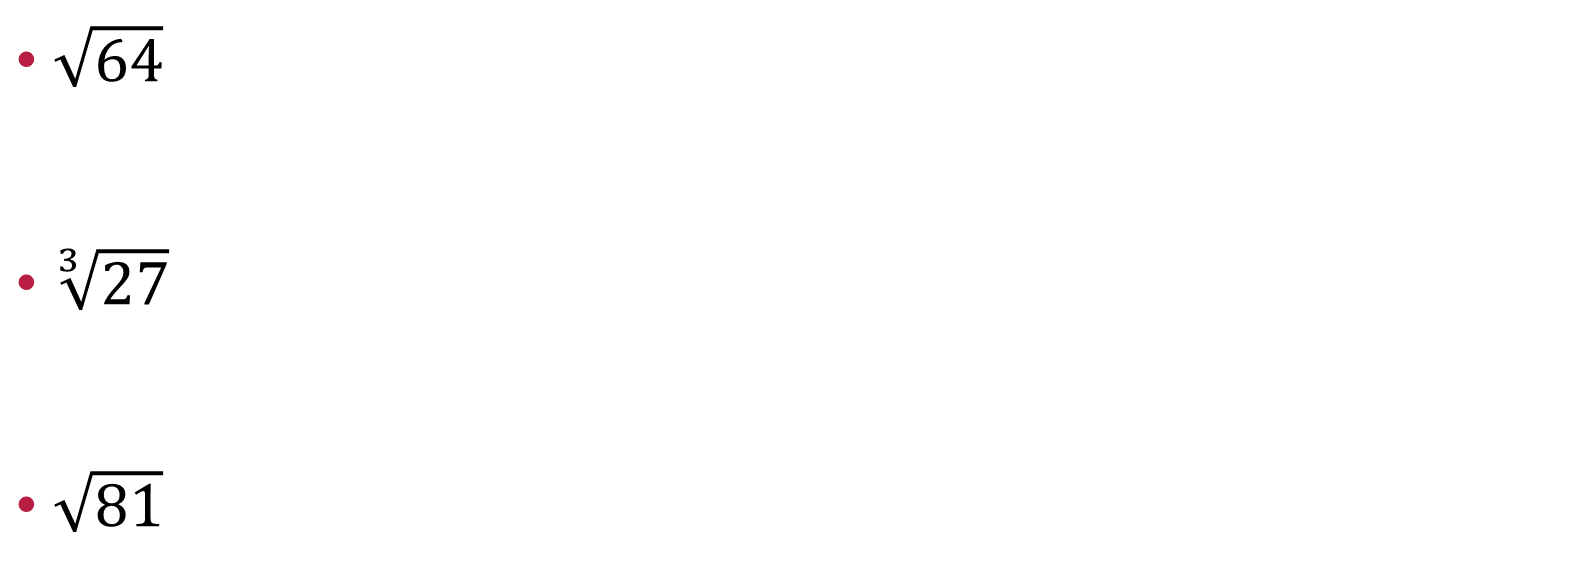 • √64
• ∛27
• √81